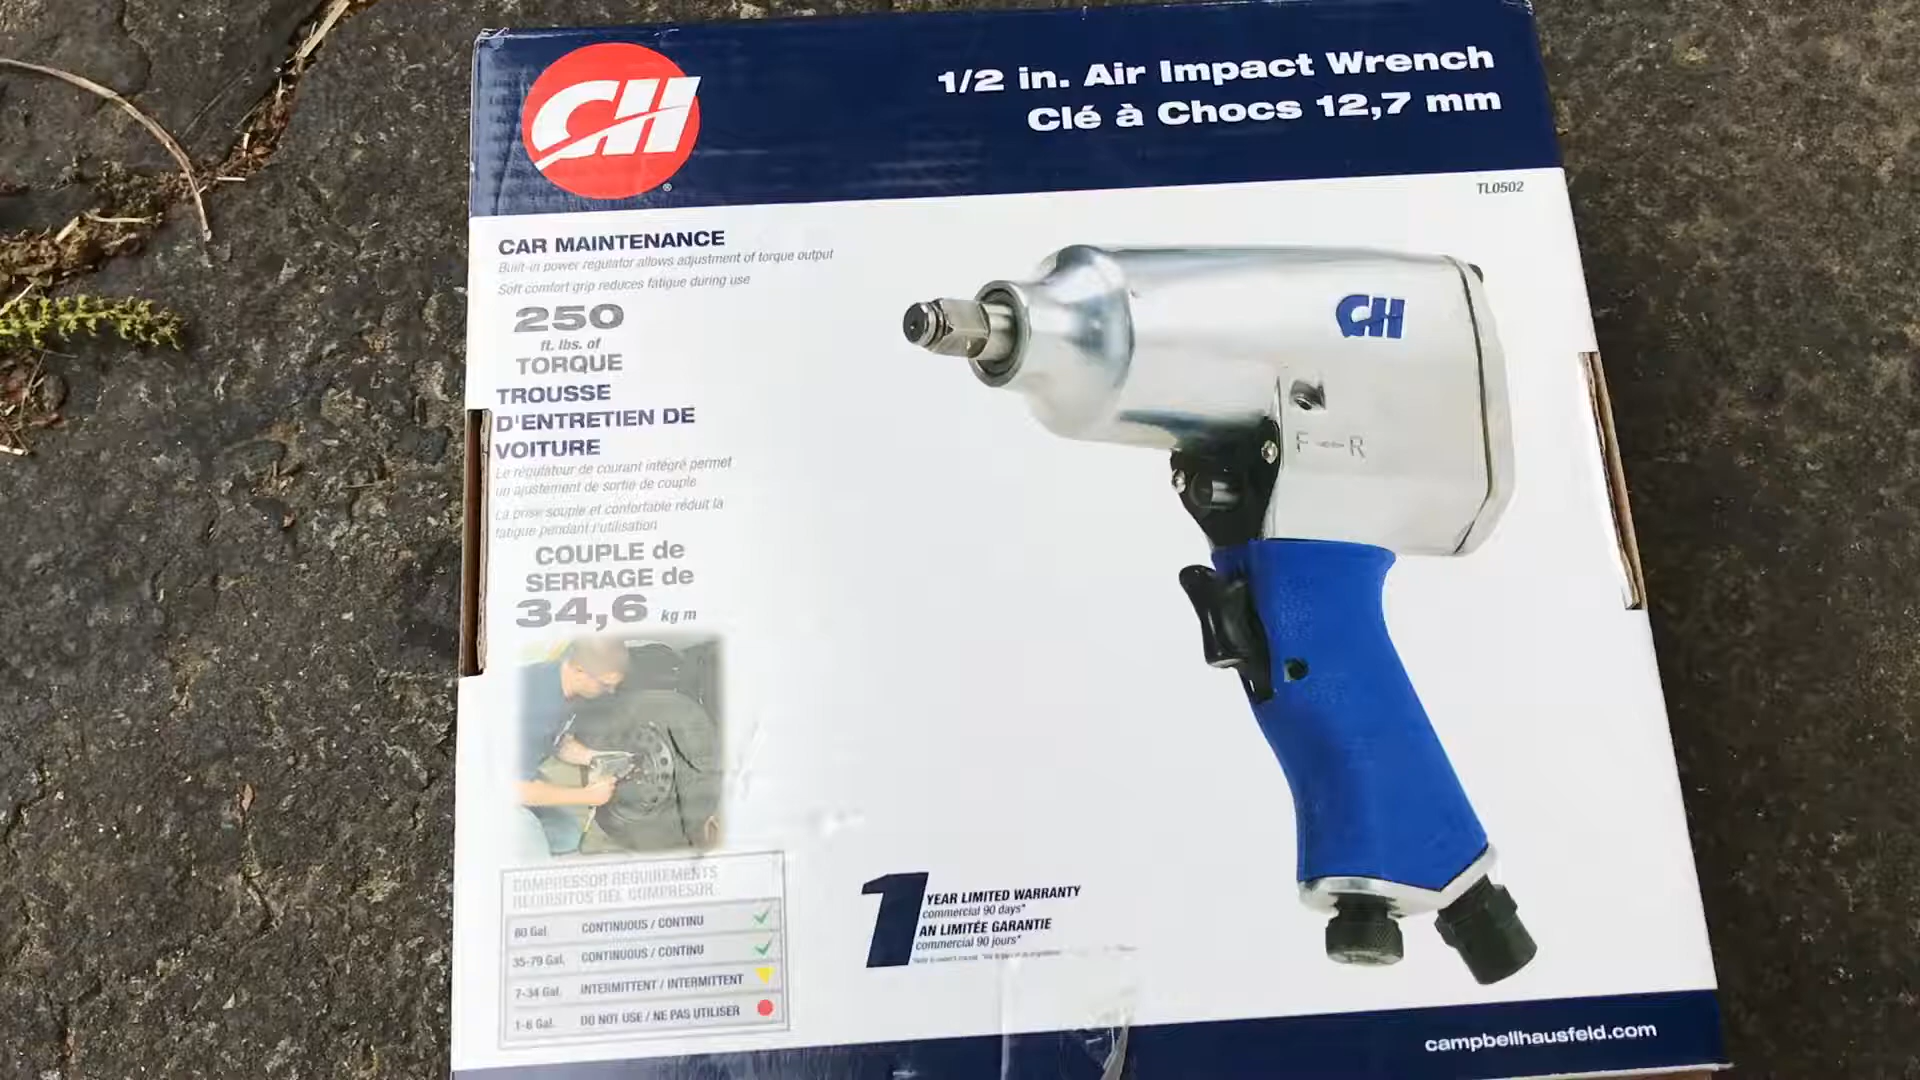 CH
®
1/2 in. Air Impact Wrench
Clé à Chocs 12,7 mm
TL0502
CAR MAINTENANCE
Built-in power regulator allows adjustment of torque output
Soft comfort grip reduces fatigue during use
250
ft. lbs. of
TORQUE
TROUSSE
D'ENTRETIEN DE
VOITURE
Le régulateur de courant intégré permet
un ajustement de sortie de couple
La prise souple et confortable réduit la
fatigue pendant l'utilisation
COUPLE de
SERRAGE de
34,6 kg m
CH
F R
COMPRESSOR REQUIREMENTS
REQUISITOS DEL COMPRESOR
Gal. CONTINUOUS / CONTINU
35-79 Gal. CONTINUOUS / CONTINU
7-34 Gal. INTERMITTENT / INTERMITTENT
1-6 Gal. DO NOT USE / NE PAS UTILISER
1 YEAR LIMITED WARRANTY
commercial 90 days*
AN LIMITÉE GARANTIE
commercial 90 jours*
campbellhausfeld.com